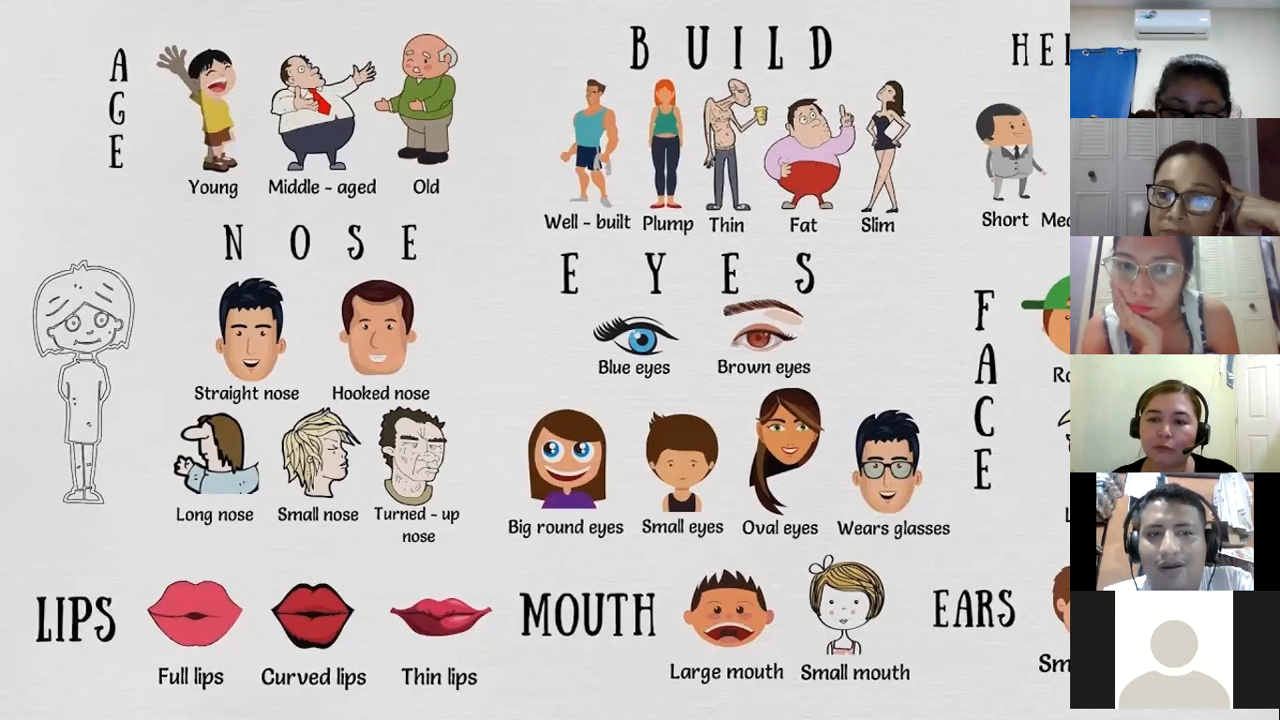 AGE
Young Middle - aged Old
BUILD
Well - built Plump Thin Fat Slim
Short
NOSE
Straight nose Hooked nose
Long nose Small nose Turned - up
nose
EYES
Blue eyes Brown eyes
Big round eyes Small eyes Oval eyes Wears glasses
FACE
LIPS
Full lips Curved lips Thin lips
MOUTH
Large mouth Small mouth
EARS